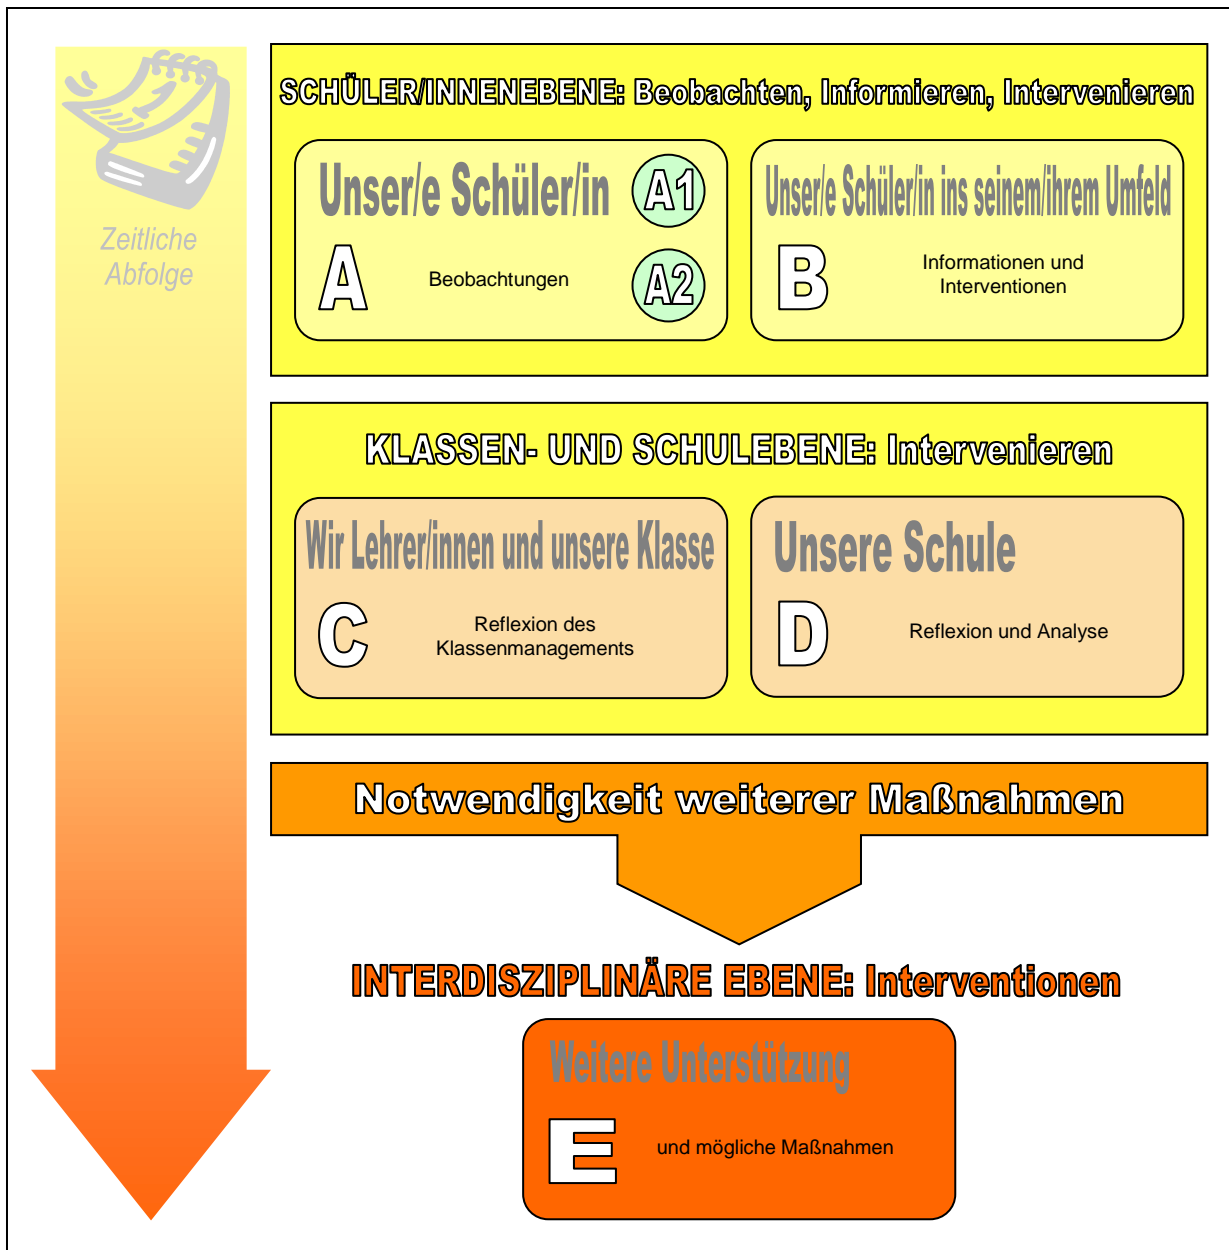 Zeitliche
Abfolge
SCHÜLER/INNENEBENE: Beobachten, Informieren, Intervenieren
Unser/e Schüler/in
A1
A
Beobachtungen
A2
Unser/e Schüler/in ins seinem/ihrem Umfeld
B
Informationen und
Interventionen
KLASSEN- UND SCHULEBENE: Intervenieren
Wir Lehrer/innen und unsere Klasse
C
Reflexion des
Klassenmanagements
Unsere Schule
D
Reflexion und Analyse
Notwendigkeit weiterer Maßnahmen
INTERDISZIPLINÄRE EBENE: Interventionen
Weitere Unterstützung
E
und mögliche Maßnahmen